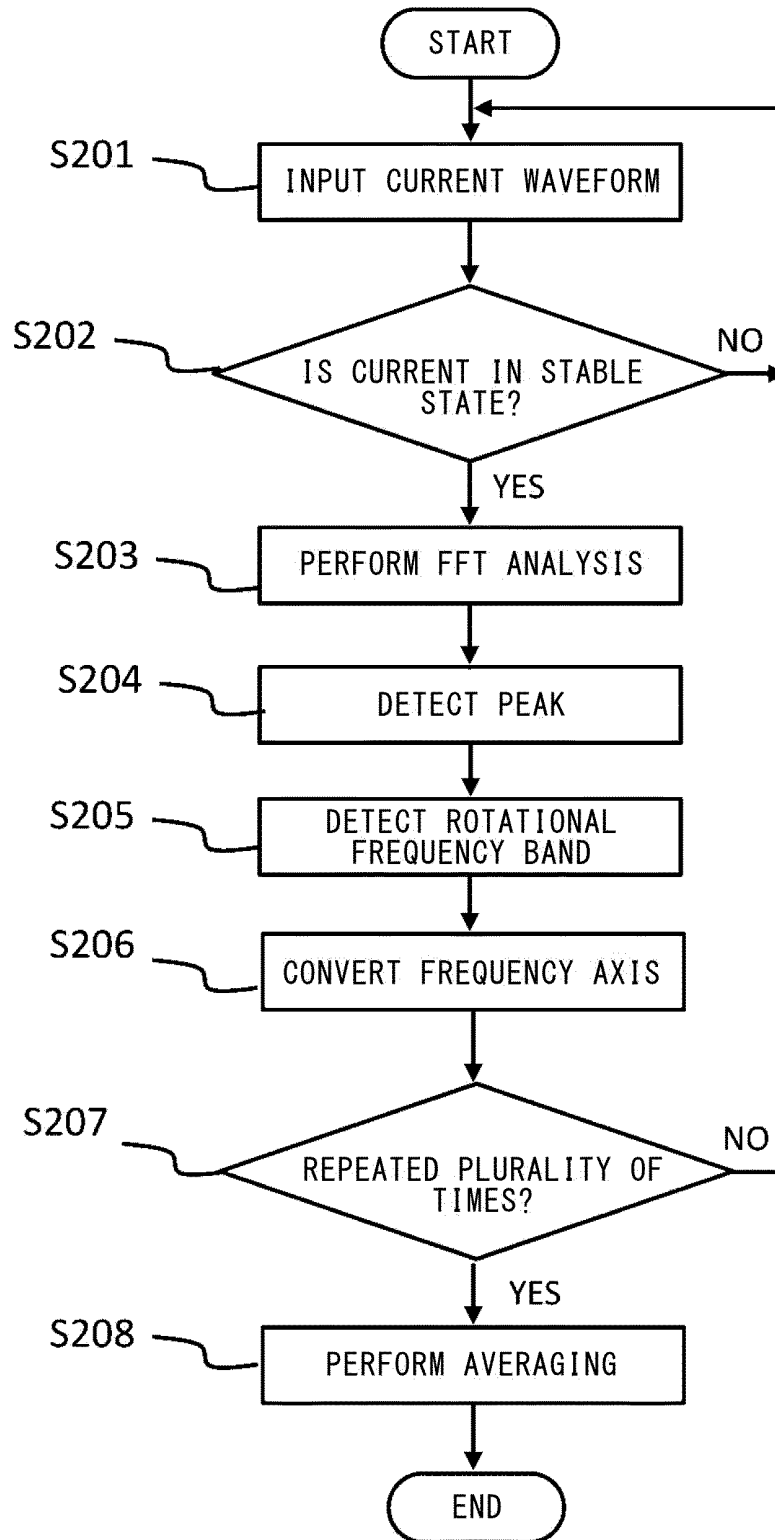 START
S201
INPUT CURRENT WAVEFORM
S202
IS CURRENT IN STABLE
STATE?
NO
YES
S203
PERFORM FFT ANALYSIS
S204
DETECT PEAK
S205
DETECT ROTATIONAL
FREQUENCY BAND
S206
CONVERT FREQUENCY AXIS
S207
REPEATED PLURALITY OF
TIMES?
NO
YES
S208
PERFORM AVERAGING
END